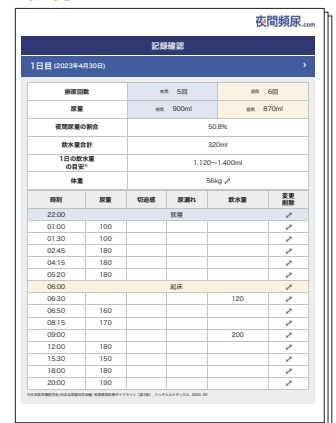 夜間頻尿.com
記録確認
1日目 (2023年4月30日) ›
排尿回数 夜間 5回 昼間 6回
尿量 夜間 900ml 昼間 870ml
夜間尿量の割合 50.8%
飲水量合計 320ml
1日の飲水量
の目安※ 1,120〜1,400ml
体重 56kg
時刻 尿量 切迫感 尿漏れ 飲水量 変更
削除
22:00 就寝
01:00 100
01:30 100
02:45 180
04:15 180
05:20 180
06:00 起床
06:30 120
06:50 160
08:15 170
09:00 200
12:00 180
15:30 150
18:00 180
20:00 190